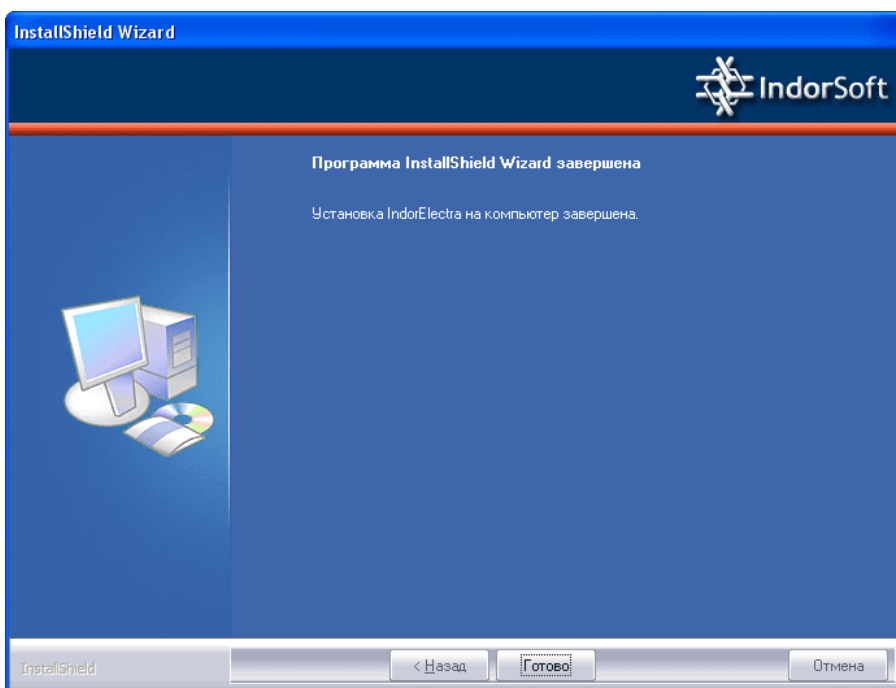 InstallShield Wizard
IndorSoft
Программа InstallShield Wizard завершена
Установка IndorElectra на компьютер завершена.
InstallShield
< Назад
Готово
Отмена